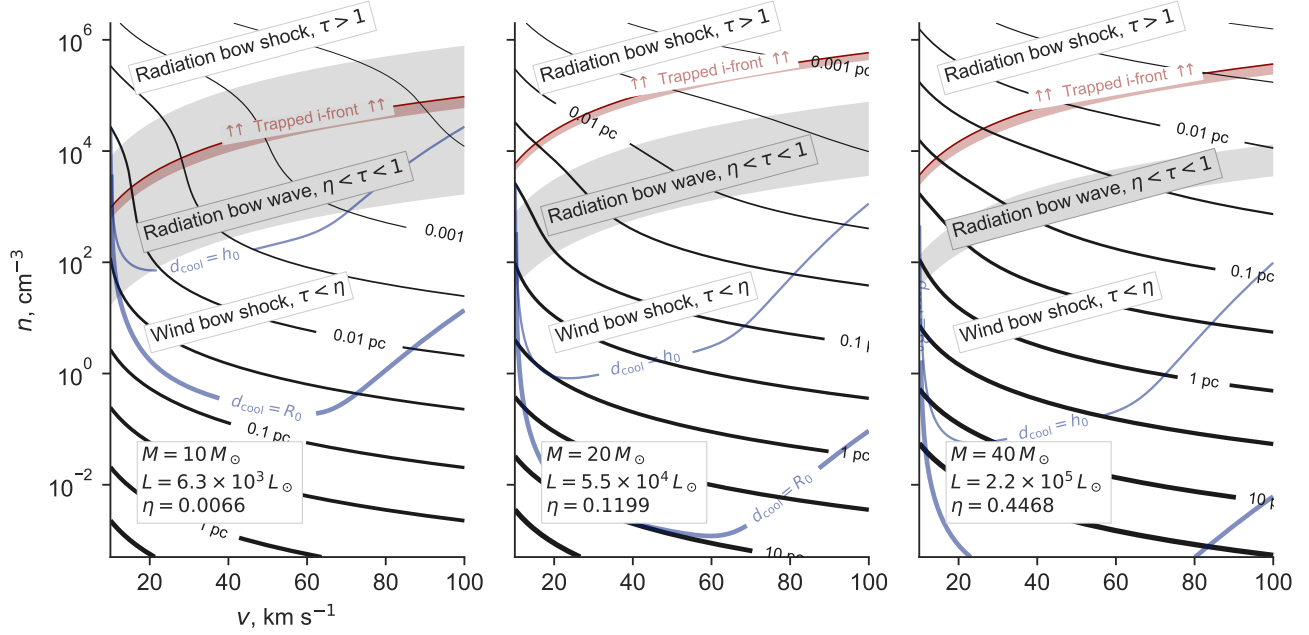 Radiation bow shock, τ > 1
↑↑ Trapped i-front ↑↑
Radiation bow wave, η < τ < 1
0.001
d_cool = h_0
Wind bow shock, τ < η
0.01 pc
d_cool = R_0
0.1 pc
M = 10 M_⊙
L = 6.3 × 10^3 L_⊙
η = 0.0066
1 pc
10^6
10^4
10^2
10^0
10^−2
n, cm^−3
20 40 60 80 100
v, km s^−1
Radiation bow shock, τ > 1
↑↑ Trapped i-front ↑↑
0.001 pc
0.01 pc
Radiation bow wave, η < τ < 1
Wind bow shock, τ < η
0.1 p
d_cool = h_0
1 pc
M = 20 M_⊙
L = 5.5 × 10^4 L_⊙
η = 0.1199
d_cool = R_0
10 pc
20 40 60 80 100
Radiation bow shock, τ > 1
↑↑ Trapped i-front ↑↑
0.01 pc
Radiation bow wave, η < τ < 1
0.1 pc
Wind bow shock, τ < η
1 pc
d_cool = h_0
M = 40 M_⊙
L = 2.2 × 10^5 L_⊙
η = 0.4468
10 p
20 40 60 80 100